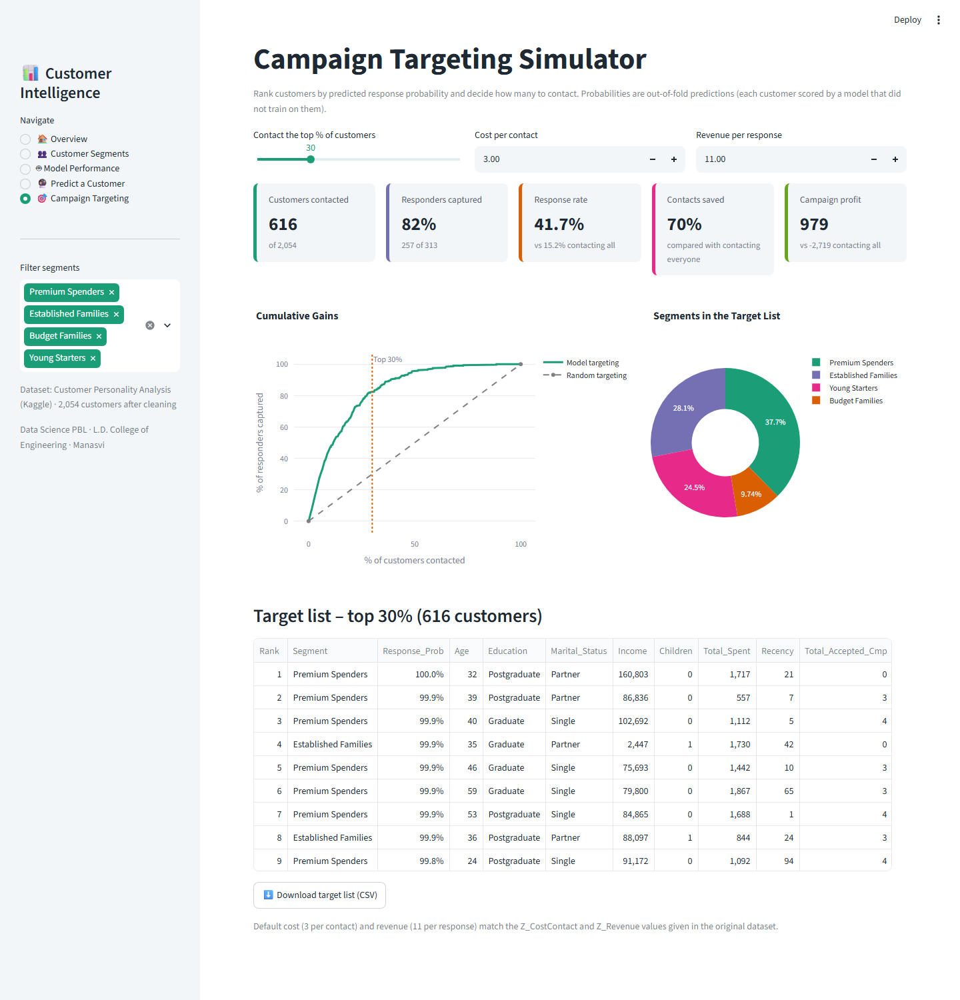 Deploy
Customer
Intelligence
Navigate
Overview
Customer Segments
Model Performance
Predict a Customer
Campaign Targeting
Filter segments
Premium Spenders ×
Established Families ×
Budget Families ×
Young Starters ×
Dataset: Customer Personality Analysis
(Kaggle) · 2,054 customers after cleaning
Data Science PBL · L.D. College of
Engineering · Manasvi
Campaign Targeting Simulator
Rank customers by predicted response probability and decide how many to contact. Probabilities are out-of-fold predictions (each customer scored by a model that did
not train on them).
Contact the top % of customers
30
Cost per contact
3.00
Revenue per response
11.00
Customers contacted
616
of 2,054
Responders captured
82%
257 of 313
Response rate
41.7%
vs 15.2% contacting all
Contacts saved
70%
compared with contacting
everyone
Campaign profit
979
vs -2,719 contacting all
Cumulative Gains
Top 30%
100
80
60
40
20
0
% of responders captured
0 50 100
% of customers contacted
Model targeting
Random targeting
Segments in the Target List
28.1%
37.7%
24.5%
9.74%
Premium Spenders
Established Families
Young Starters
Budget Families
Target list – top 30% (616 customers)
Rank Segment Response_Prob Age Education Marital_Status Income Children Total_Spent Recency Total_Accepted_Cmp
1 Premium Spenders 100.0% 32 Postgraduate Partner 160,803 0 1,717 21 0
2 Premium Spenders 99.9% 39 Postgraduate Partner 86,836 0 557 7 3
3 Premium Spenders 99.9% 40 Graduate Single 102,692 0 1,112 5 4
4 Established Families 99.9% 35 Graduate Partner 2,447 1 1,730 42 0
5 Premium Spenders 99.9% 46 Graduate Single 75,693 0 1,442 10 3
6 Premium Spenders 99.9% 59 Graduate Single 79,800 0 1,867 65 3
7 Premium Spenders 99.9% 53 Postgraduate Single 84,865 0 1,688 1 4
8 Established Families 99.9% 36 Postgraduate Partner 88,097 1 844 24 3
9 Premium Spenders 99.8% 24 Postgraduate Single 91,172 0 1,092 94 4
Download target list (CSV)
Default cost (3 per contact) and revenue (11 per response) match the Z_CostContact and Z_Revenue values given in the original dataset.